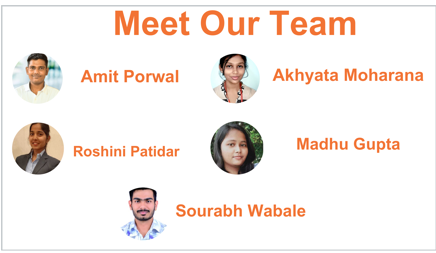 Meet Our Team
Amit Porwal
Akhyata Moharana
Roshini Patidar
Madhu Gupta
Sourabh Wabale